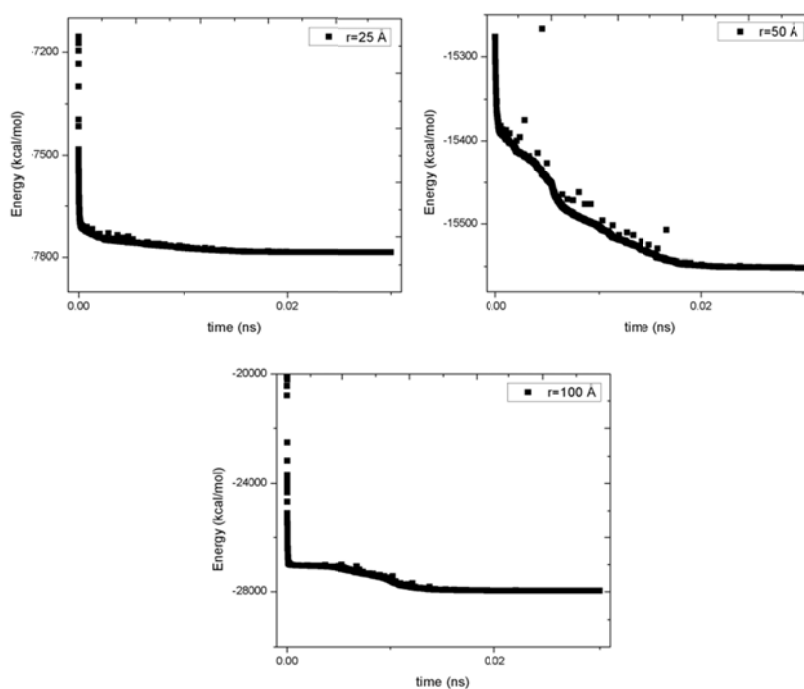 r=25 Å
-7200
-7500
-7800
Energy (kcal/mol)
0.00
0.02
time (ns)
r=50 Å
-15300
-15400
-15500
Energy (kcal/mol)
0.00
0.02
time (ns)
r=100 Å
-20000
-24000
-28000
Energy (kcal/mol)
0.00
0.02
time (ns)